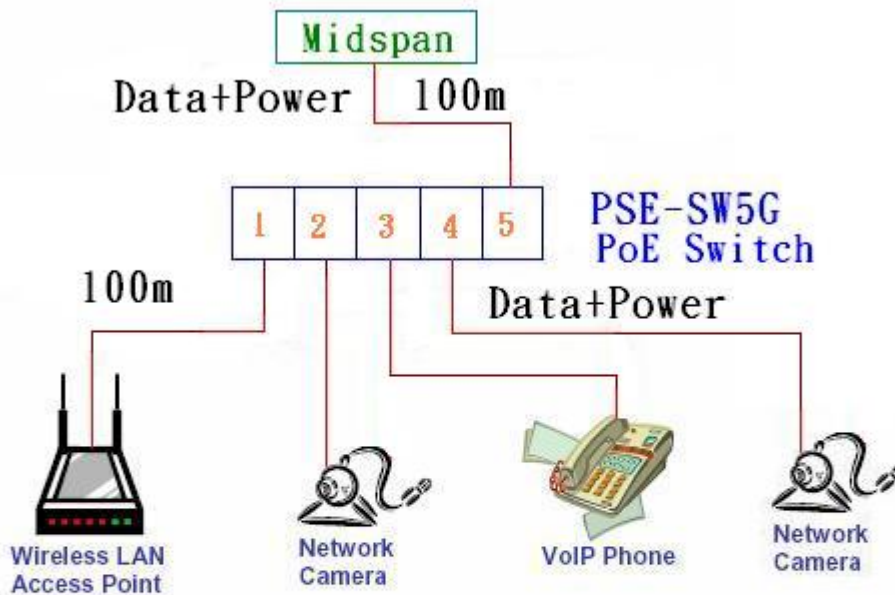 Midspan
Data+Power 100m
1 2 3 4 5
PSE-SW5G
PoE Switch
100m
Data+Power
Wireless LAN
Access Point
Network
Camera
VoIP Phone
Network
Camera